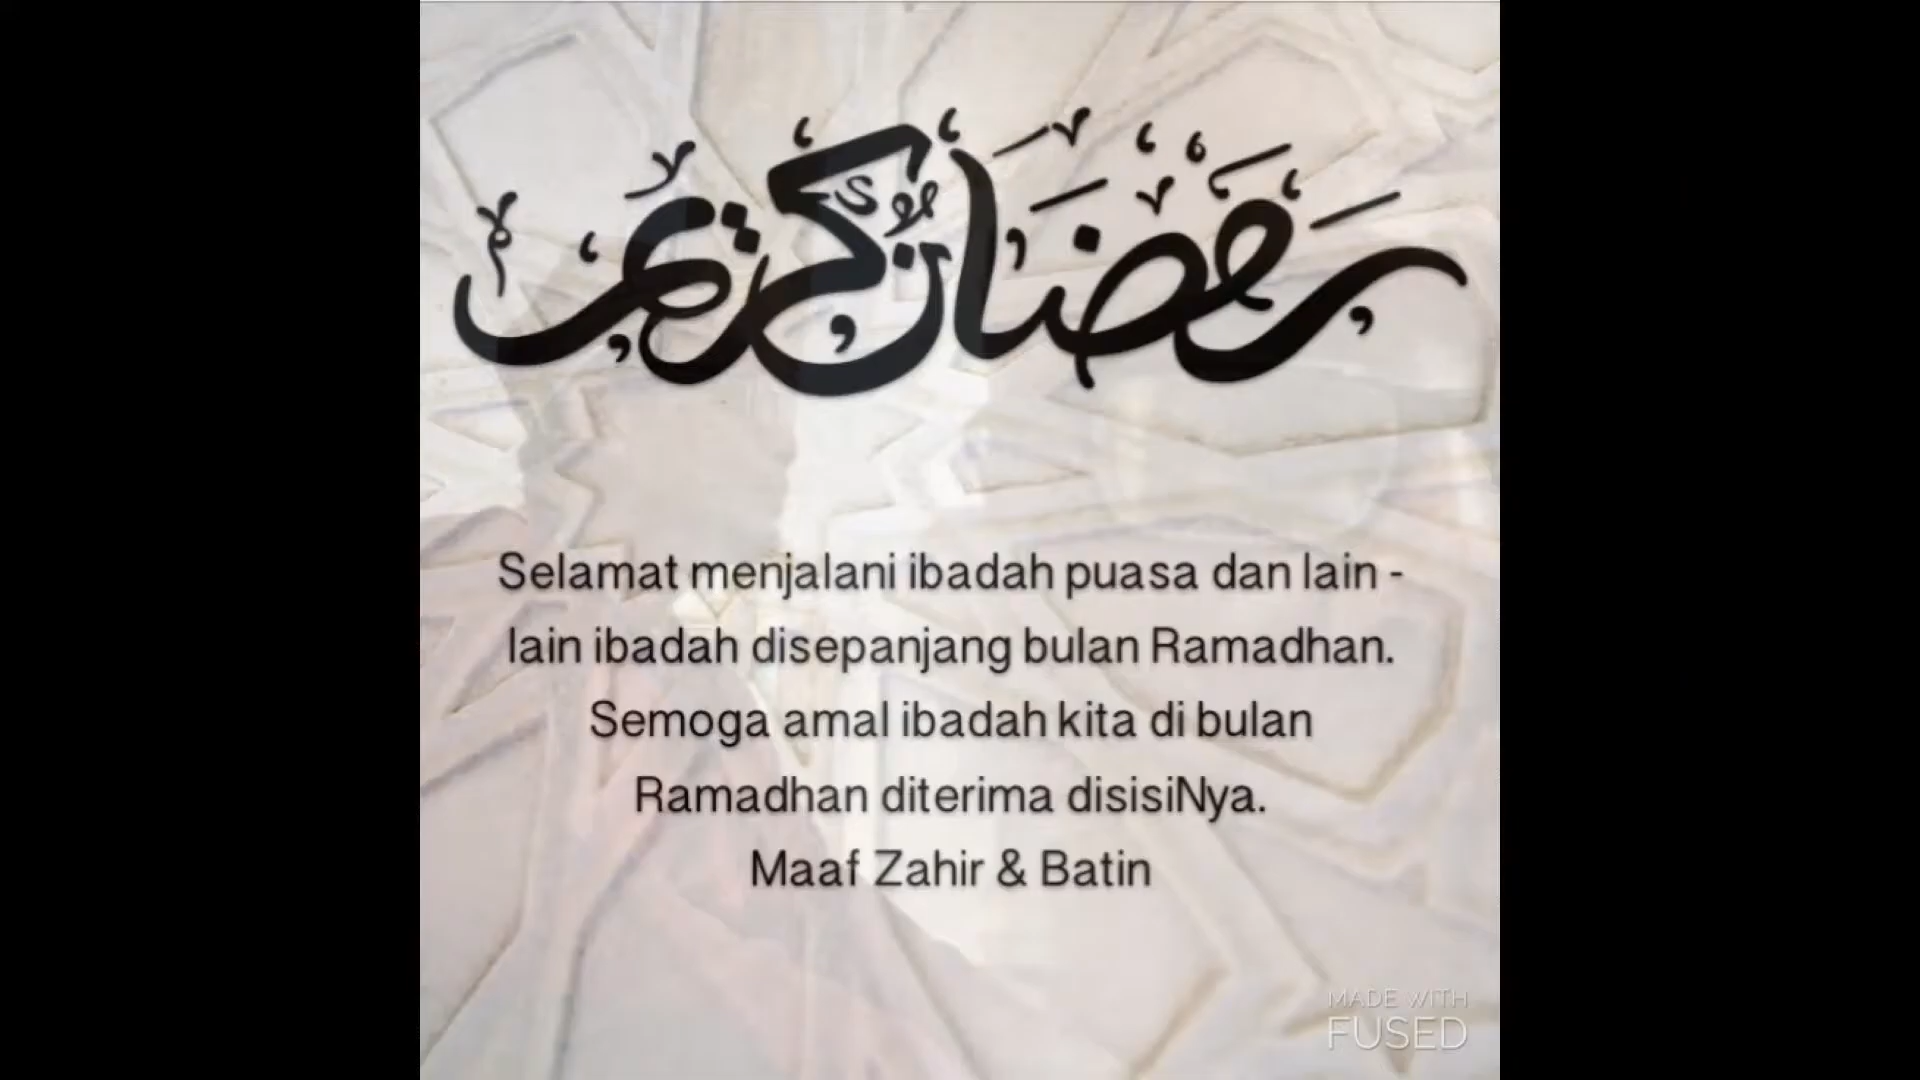 رمضان كريم
Selamat menjalani ibadah puasa dan lain -
lain ibadah disepanjang bulan Ramadhan.
Semoga amal ibadah kita di bulan
Ramadhan diterima disisiNya.
Maaf Zahir & Batin
MADE WITH
FUSED